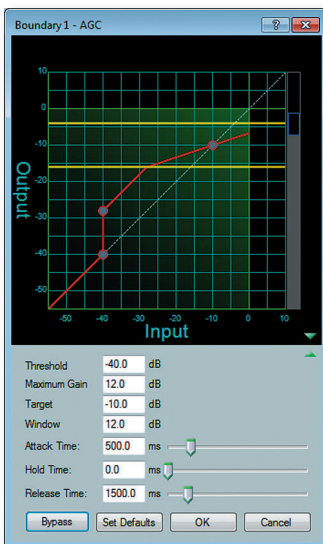 Boundary 1 - AGC
10
0
-10
-20
-30
-40
-50
Output
-50 -40 -30 -20 -10 0 10
Input
Threshold -40.0 dB
Maximum Gain 12.0 dB
Target -10.0 dB
Window 12.0 dB
Attack Time: 500.0 ms
Hold Time: 0.0 ms
Release Time: 1500.0 ms
Bypass Set Defaults OK Cancel